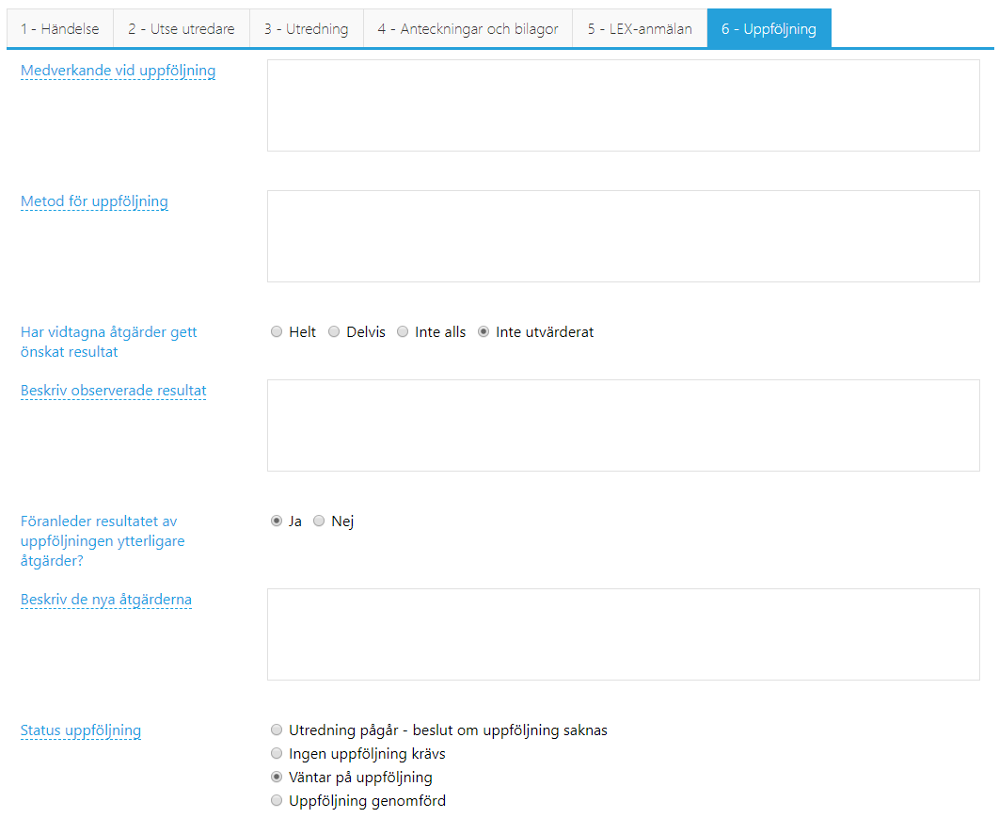 1 - Händelse 2 - Utse utredare 3 - Utredning 4 - Anteckningar och bilagor 5 - LEX-anmälan 6 - Uppföljning
Medverkande vid uppföljning
Metod för uppföljning
Har vidtagna åtgärder gett
önskat resultat
Helt Delvis Inte alls Inte utvärderat
Beskriv observerade resultat
Föranleder resultatet av
uppföljningen ytterligare
åtgärder?
Ja Nej
Beskriv de nya åtgärderna
Status uppföljning
Utredning pågår - beslut om uppföljning saknas
Ingen uppföljning krävs
Väntar på uppföljning
Uppföljning genomförd